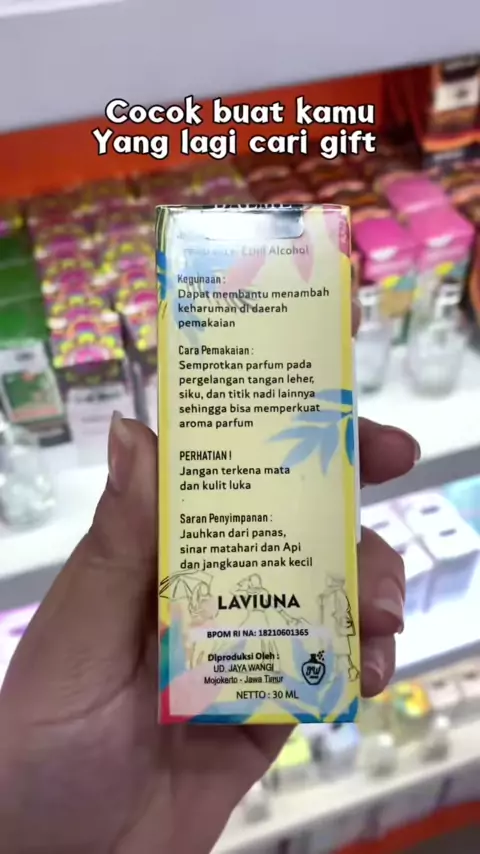 Cocok buat kamu
Yang lagi cari gift
Ethil Alcohol
Kegunaan :
Dapat membantu menambah
keharuman di daerah
pemakaian
Cara Pemakaian :
Semprotkan parfum pada
pergelangan tangan leher,
siku, dan titik nadi lainnya
sehingga bisa memperkuat
aroma parfum
PERHATIAN !
Jangan terkena mata
dan kulit luka
Saran Penyimpanan :
Jauhkan dari panas,
sinar matahari dan Api
dan jangkauan anak kecil
LAVIUNA
BPOM RI NA: 18210601365
Diproduksi Oleh :
UD. JAYA WANGI
Mojokerto - Jawa Timur
NETTO : 30 ML